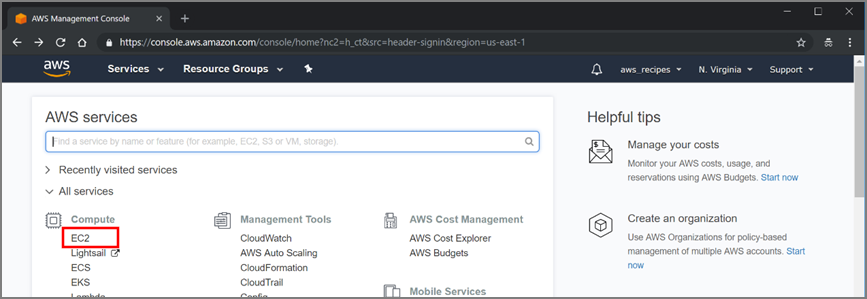 AWS Management Console
https://console.aws.amazon.com/console/home?nc2=h_ct&src=header-signin&region=us-east-1
aws Services Resource Groups aws_recipes N. Virginia Support
AWS services
Find a service by name or feature (for example, EC2, S3 or VM, storage).
Recently visited services
All services
Compute
EC2
Lightsail
ECS
EKS
Lambda
Management Tools
CloudWatch
AWS Auto Scaling
CloudFormation
CloudTrail
Config
AWS Cost Management
AWS Cost Explorer
AWS Budgets
Mobile Services
Helpful tips
Manage your costs
Monitor your AWS costs, usage, and
reservations using AWS Budgets. Start now
Create an organization
Use AWS Organizations for policy-based
management of multiple AWS accounts. Start
now